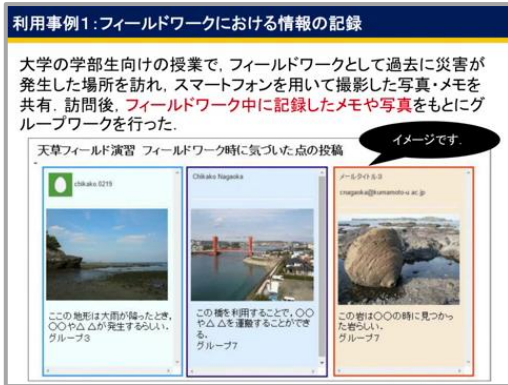 利用事例1：フィールドワークにおける情報の記録
大学の学部生向けの授業で，フィールドワークとして過去に災害が
発生した場所を訪れ，スマートフォンを用いて撮影した写真・メモを
共有．訪問後，フィールドワーク中に記録したメモや写真をもとにグ
ループワークを行った．
イメージです．
天草フィールド演習 フィールドワーク時に気づいた点の投稿
chikako.0219
ここの地形は大雨が降ったとき，
○○や△△が発生するらしい．
グループ3
Chikako Nagaoka
この橋を利用することで，○○
や△△を運搬することができ
る．
グループ7
メールタイトル3
cnagaoka@kumamoto-u.ac.jp
この岩は○○の時に見つかっ
た岩らしい．
グループ7